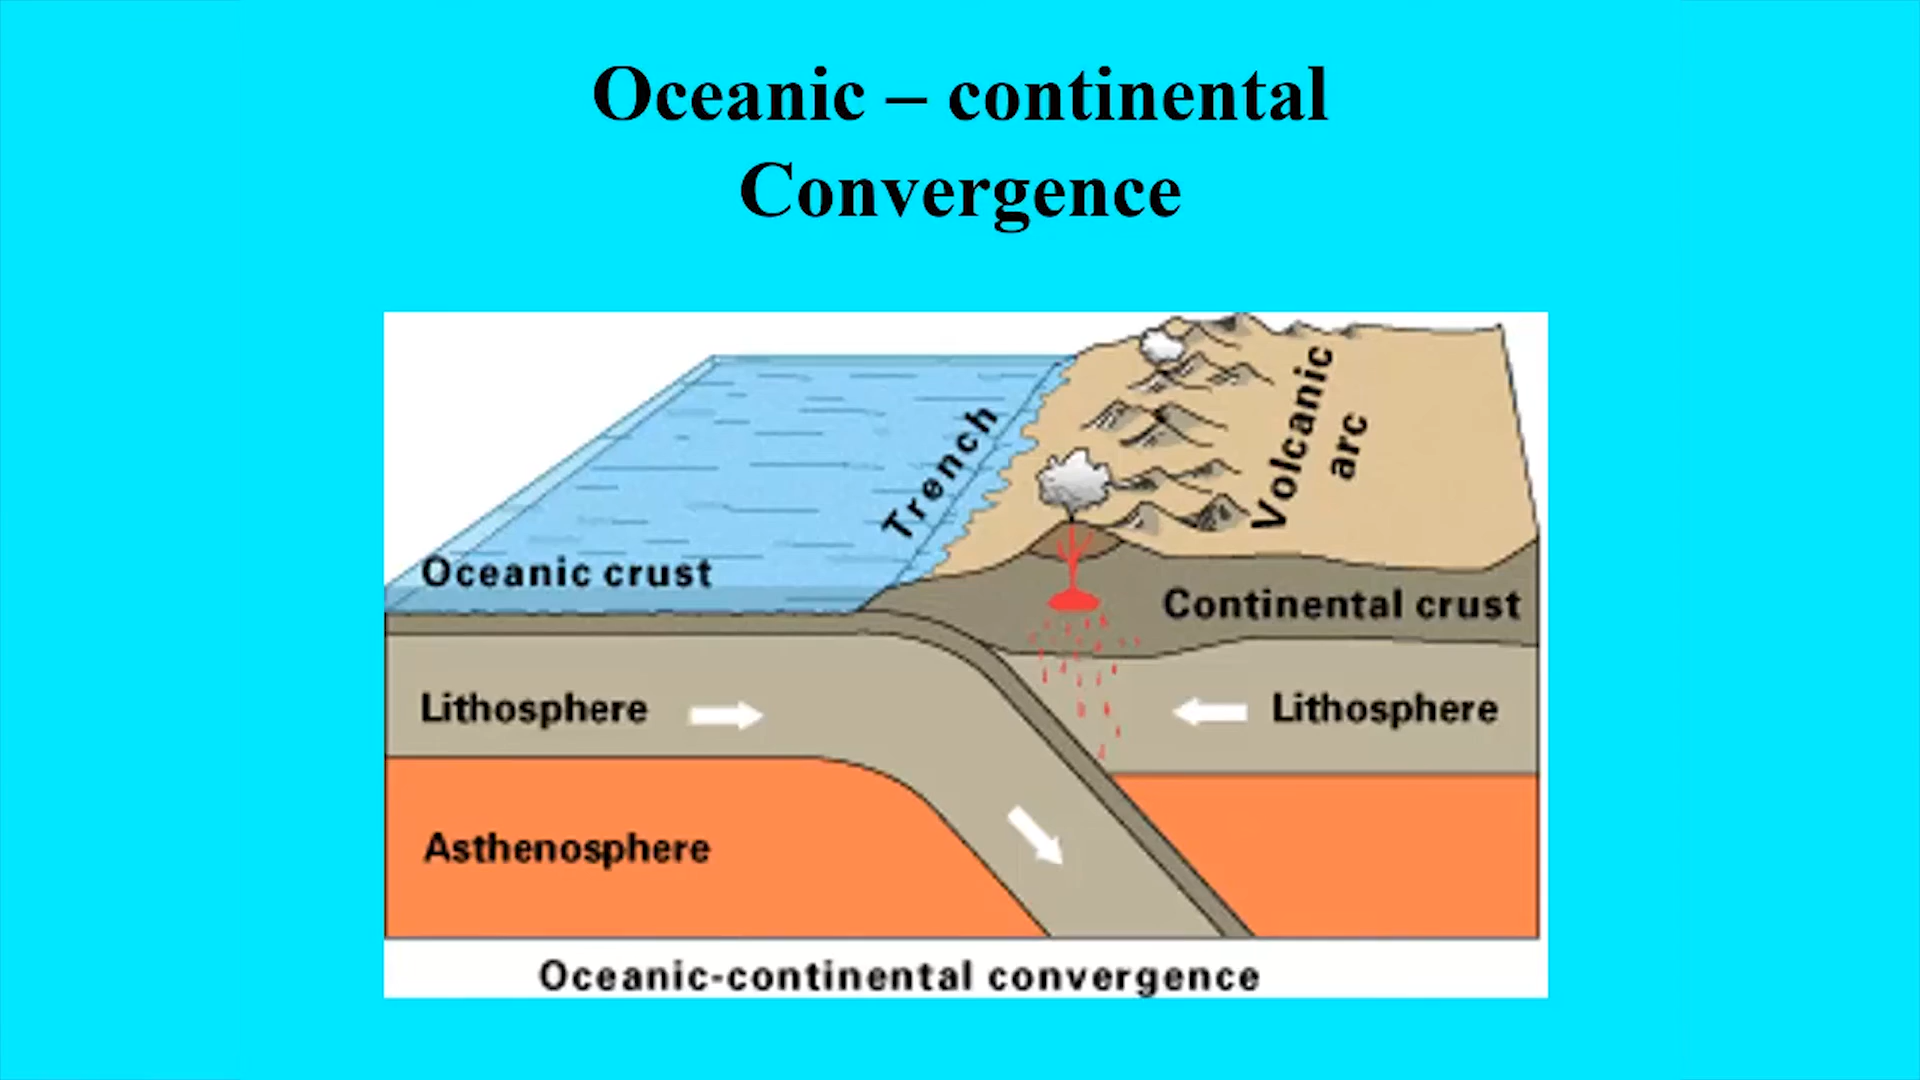 Oceanic – continental
Convergence
Trench
Volcanic
arc
Oceanic crust
Continental crust
Lithosphere
Lithosphere
Asthenosphere
Oceanic-continental convergence